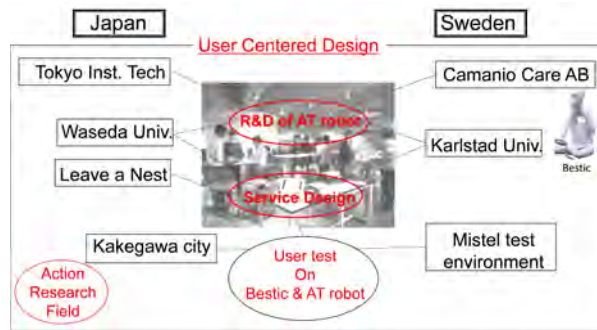 Japan
Sweden
User Centered Design
Tokyo Inst. Tech
Camanio Care AB
R&D of AT robot
Waseda Univ.
Karlstad Univ.
Bestic
Leave a Nest
Service Design
Kakegawa city
User test
On
Bestic & AT robot
Mistel test
environment
Action
Research
Field